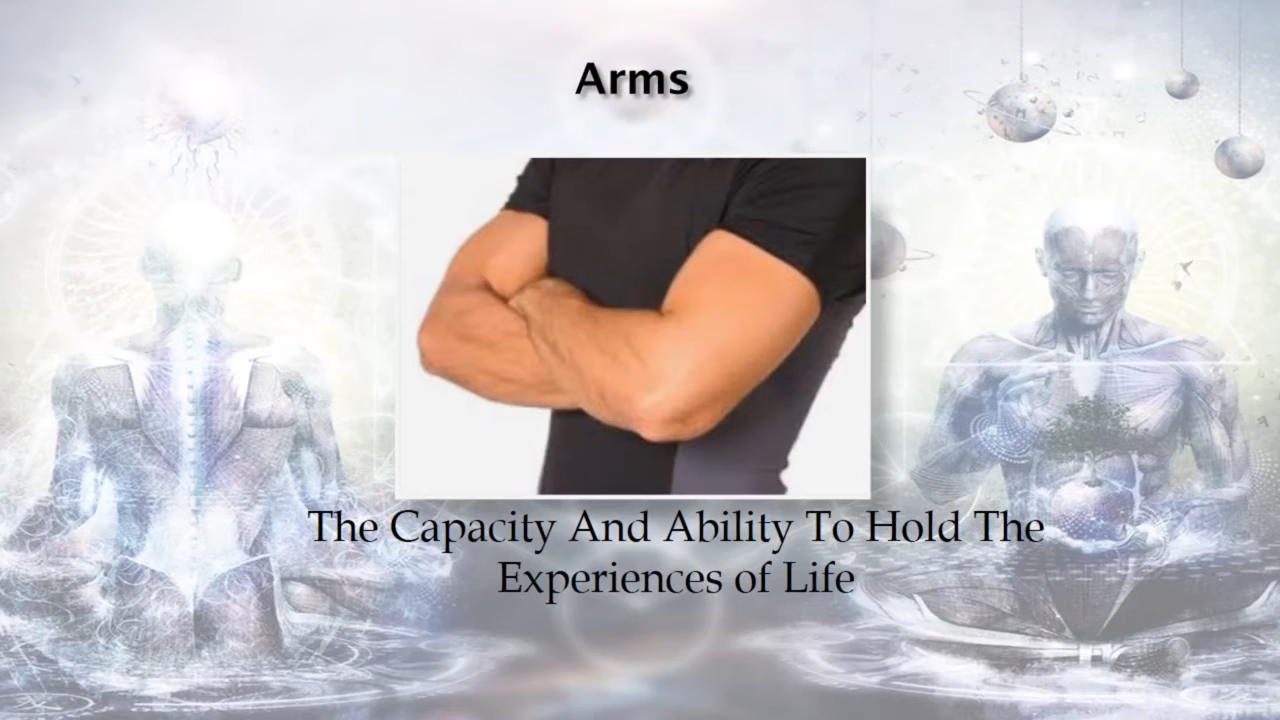 Arms
The Capacity And Ability To Hold The
Experiences of Life